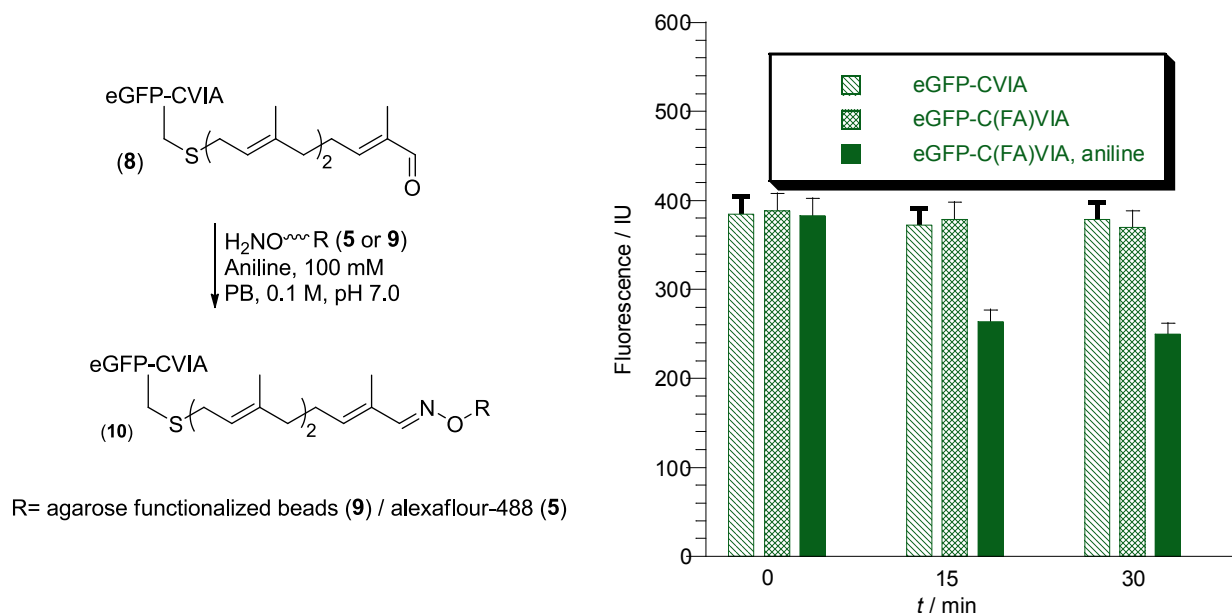 eGFP-CVIA
S
2
O
(8)
H₂NO R (5 or 9)
Aniline, 100 mM
PB, 0.1 M, pH 7.0
eGFP-CVIA
S
2
N
O
R
(10)
R= agarose functionalized beads (9) / alexaflour-488 (5)
600
500
400
300
200
100
0
Fluorescence / IU
eGFP-CVIA
eGFP-C(FA)VIA
eGFP-C(FA)VIA, aniline
0 15 30
t / min